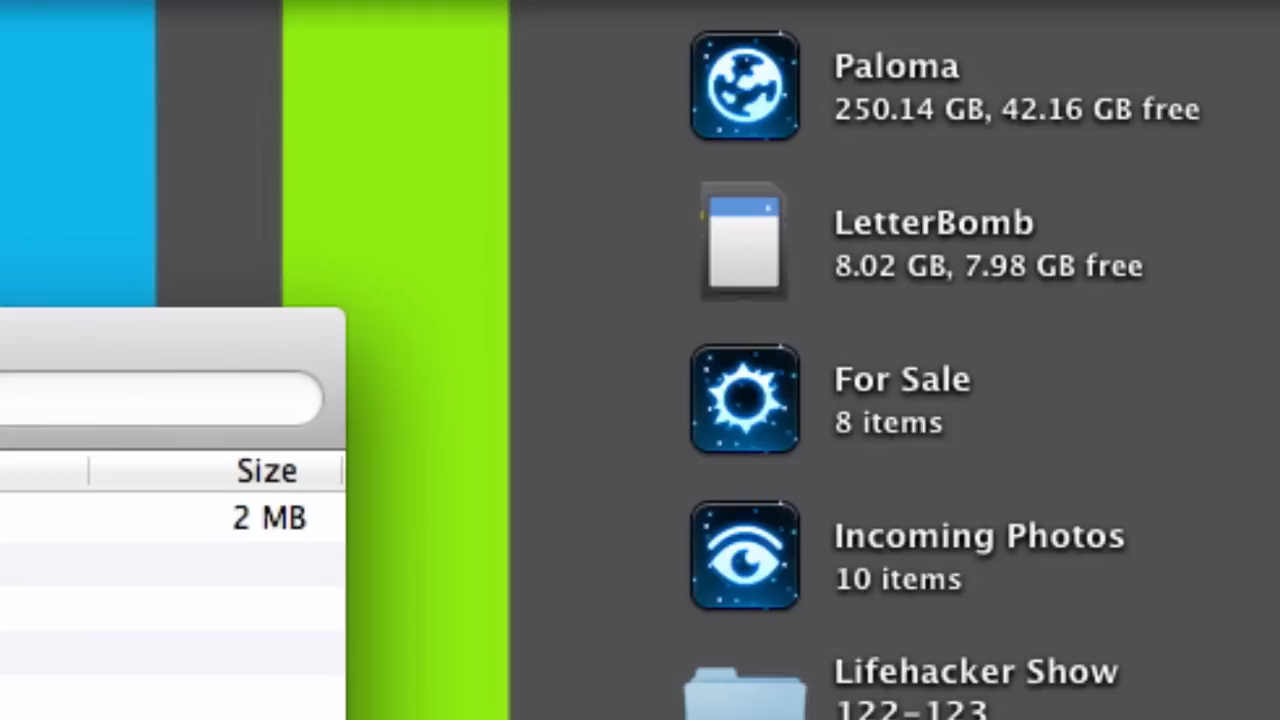 Paloma
250.14 GB, 42.16 GB free
LetterBomb
8.02 GB, 7.98 GB free
For Sale
8 items
Size
2 MB
Incoming Photos
10 items
Lifehacker Show
122-123